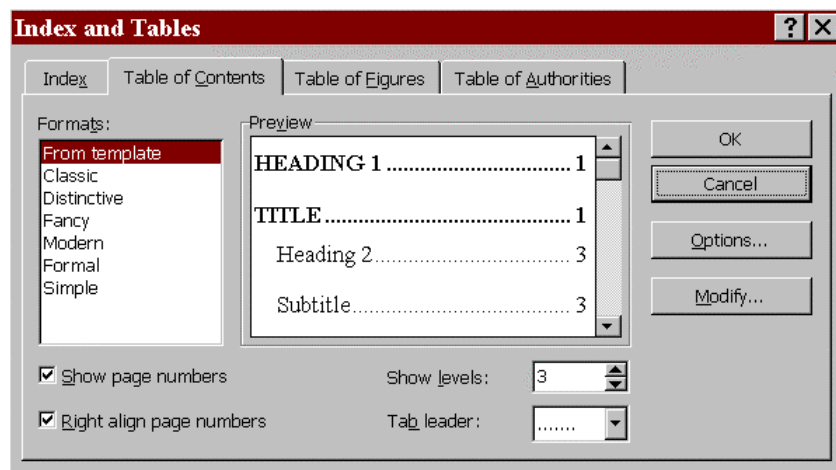 Index and Tables
Index
Table of Contents
Table of Figures
Table of Authorities
Formats:
From template
Classic
Distinctive
Fancy
Modern
Formal
Simple
Preview
HEADING 1 ................................ 1
TITLE ........................................... 1
Heading 2................................... 3
Subtitle....................................... 3
OK
Cancel
Options...
Modify...
Show page numbers
Right align page numbers
Show levels:
3
Tab leader:
.......